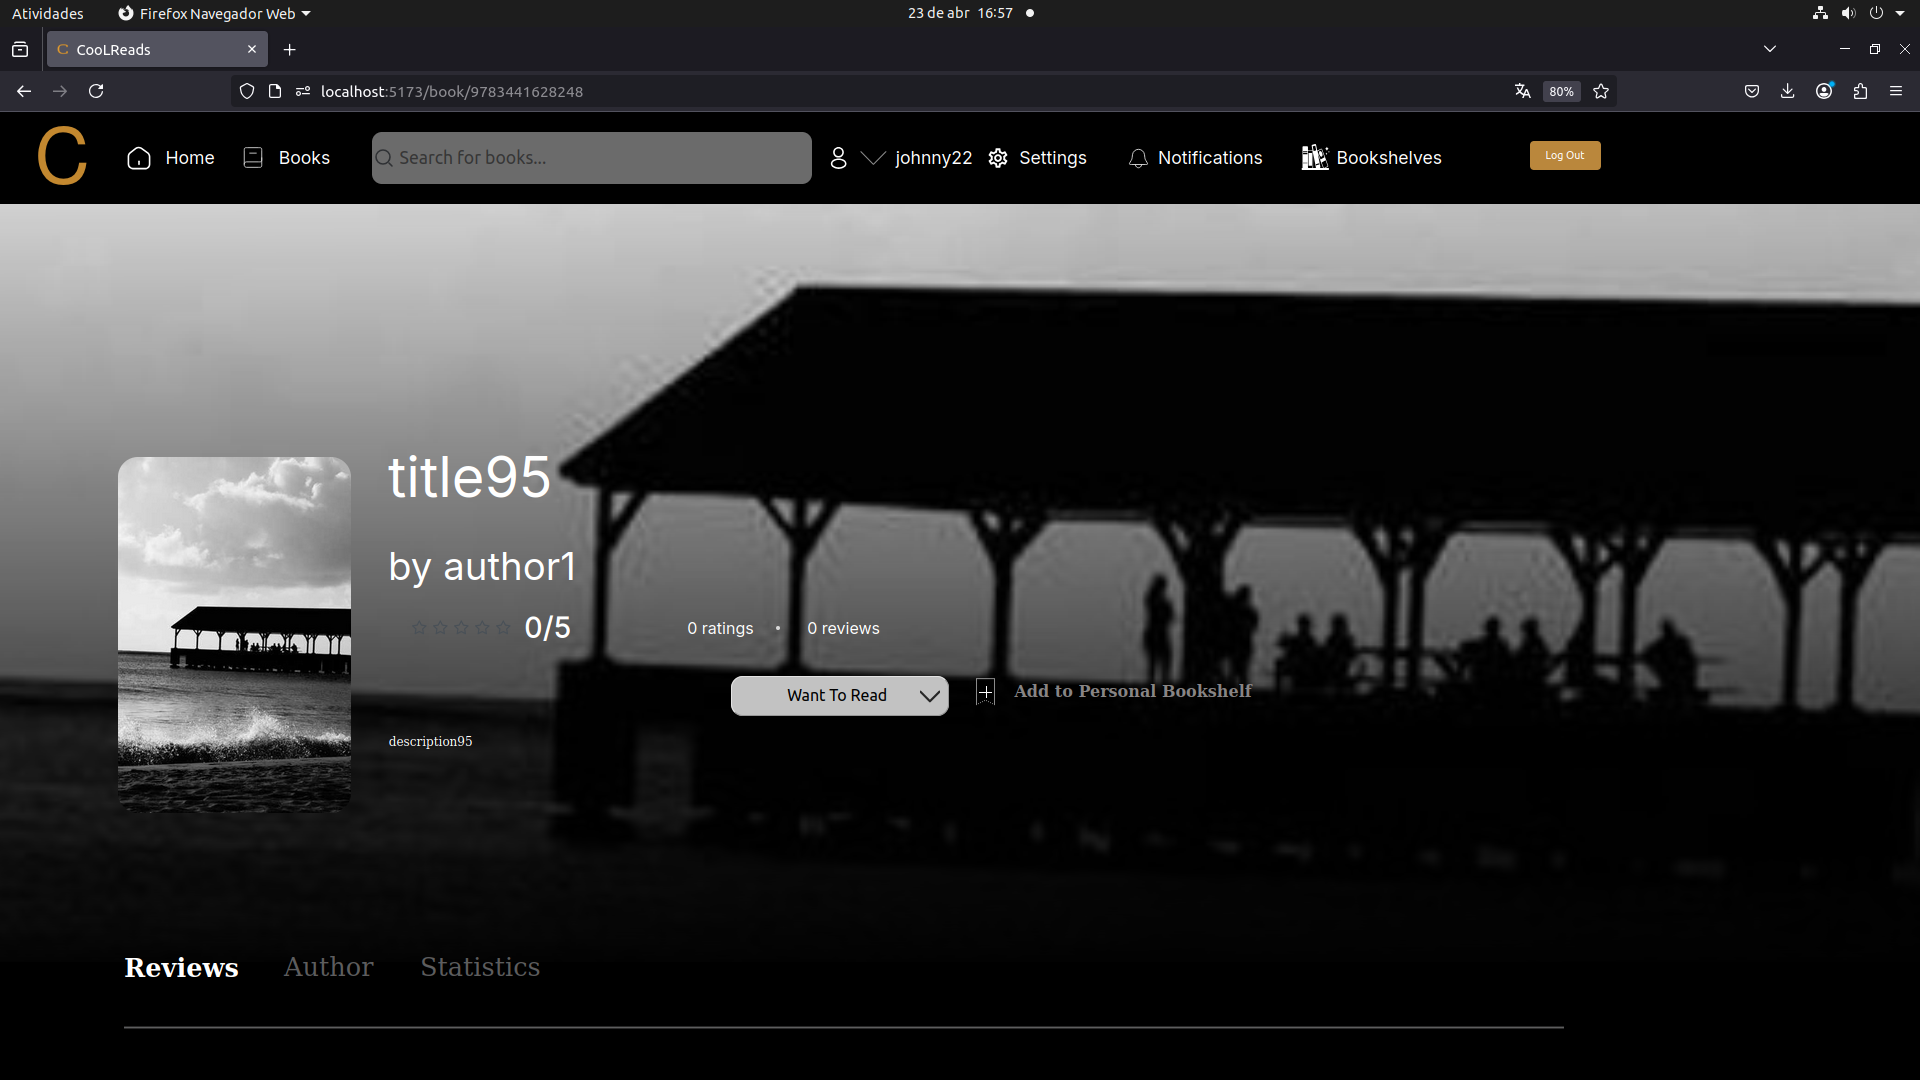 Atividades Firefox Navegador Web 23 de abr 16:57
C CooLReads
localhost:5173/book/9783441628248 80%
C Home Books Search for books... johnny22 Settings Notifications Bookshelves Log Out
title95
by author1
0/5 0 ratings • 0 reviews
Want To Read Add to Personal Bookshelf
description95
Reviews Author Statistics